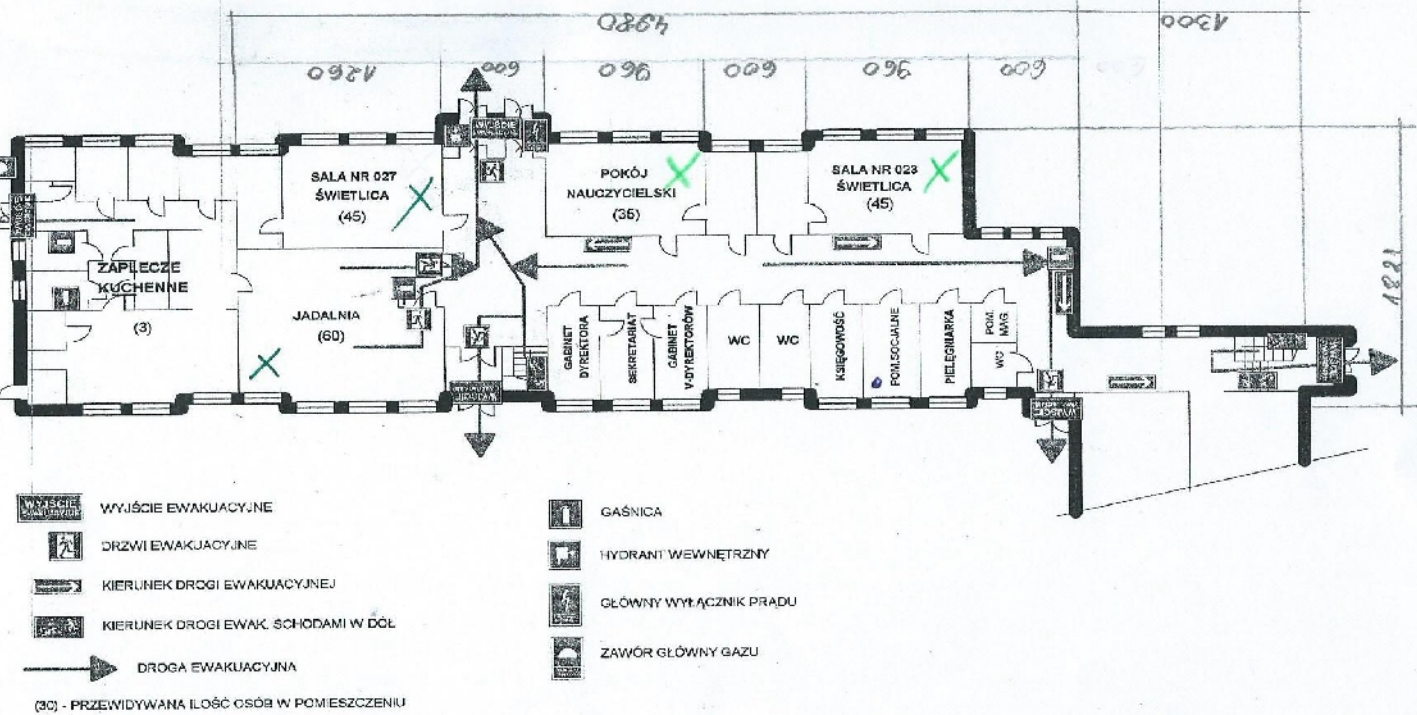 4980
1300
1260
600
960
600
960
600
1881
SALA NR 027
ŚWIETLICA
(45)
POKÓJ
NAUCZYCIELSKI
(35)
SALA NR 023
ŚWIETLICA
(45)
ZAPLECZE
KUCHENNE
(3)
JADALNIA
(60)
GABINET
DYREKTORA
SEKRETARIAT
GABINET
V-DYREKTORÓW
WC
WC
KSIĘGOWOŚĆ
POM.SOCJALNE
PIELĘGNIARKA
POM.
MAG.
WC
WYJŚCIE
WYJŚCIE EWAKUACYJNE
DRZWI EWAKUACYJNE
KIERUNEK DROGI EWAKUACYJNEJ
KIERUNEK DROGI EWAK. SCHODAMI W DÓŁ
DROGA EWAKUACYJNA
(30) - PRZEWIDYWANA ILOŚĆ OSÓB W POMIESZCZENIU
GAŚNICA
HYDRANT WEWNĘTRZNY
GŁÓWNY WYŁĄCZNIK PRĄDU
ZAWÓR GŁÓWNY GAZU